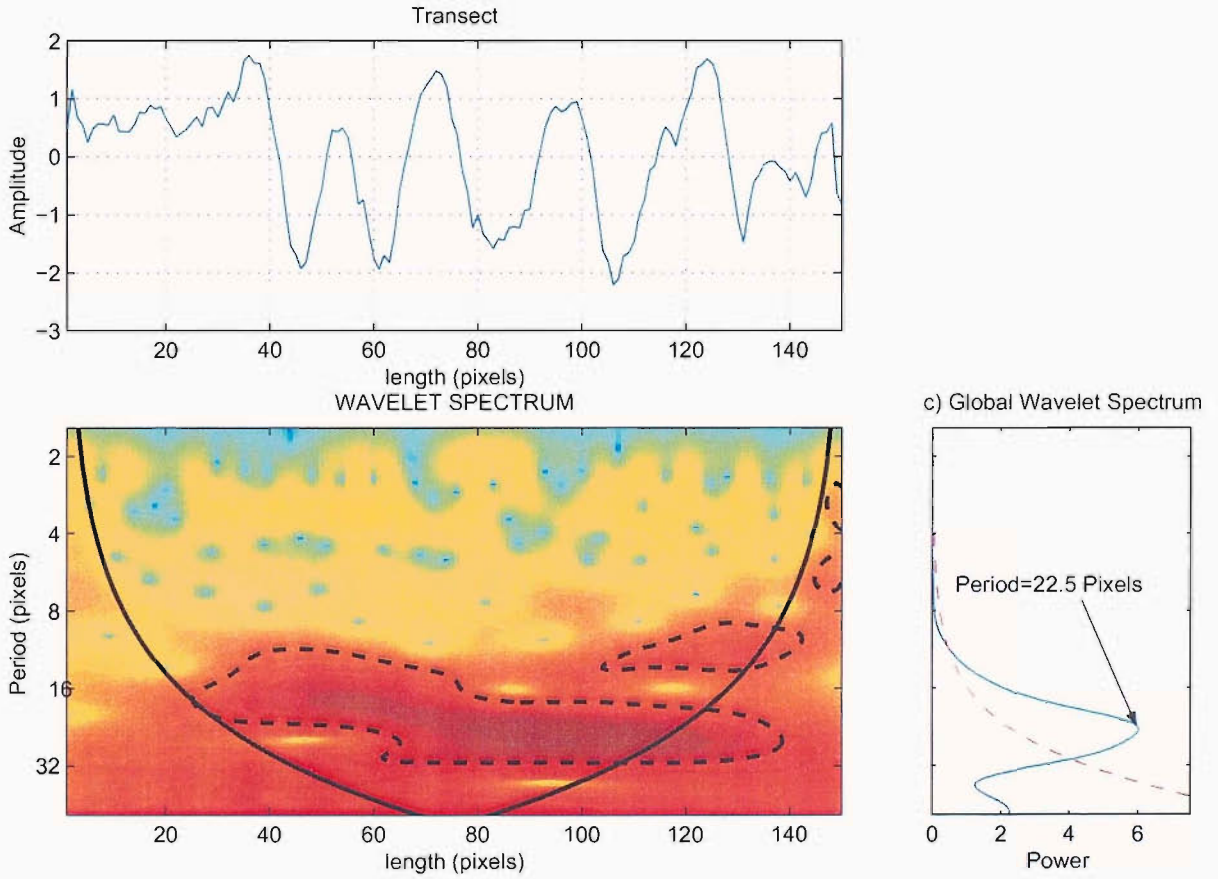 Transect
2
1
0
−1
−2
−3
Amplitude
20 40 60 80 100 120 140
length (pixels)
WAVELET SPECTRUM
2
4
8
16
32
Period (pixels)
20 40 60 80 100 120 140
length (pixels)
c) Global Wavelet Spectrum
Period=22.5 Pixels
0 2 4 6
Power